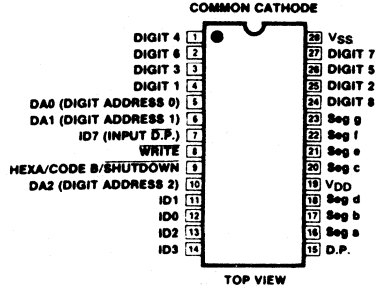 COMMON CATHODE
DIGIT 4 1 28 VSS
DIGIT 6 2 27 DIGIT 7
DIGIT 3 3 26 DIGIT 5
DIGIT 1 4 25 DIGIT 2
DA0 (DIGIT ADDRESS 0) 5 24 DIGIT 8
DA1 (DIGIT ADDRESS 1) 6 23 Seg g
ID7 (INPUT D.P.) 7 22 Seg f
WRITE 8 21 Seg e
HEXA/CODE B/SHUTDOWN 9 20 Seg c
DA2 (DIGIT ADDRESS 2) 10 19 VDD
ID1 11 18 Seg d
ID0 12 17 Seg b
ID2 13 16 Seg a
ID3 14 15 D.P.
TOP VIEW